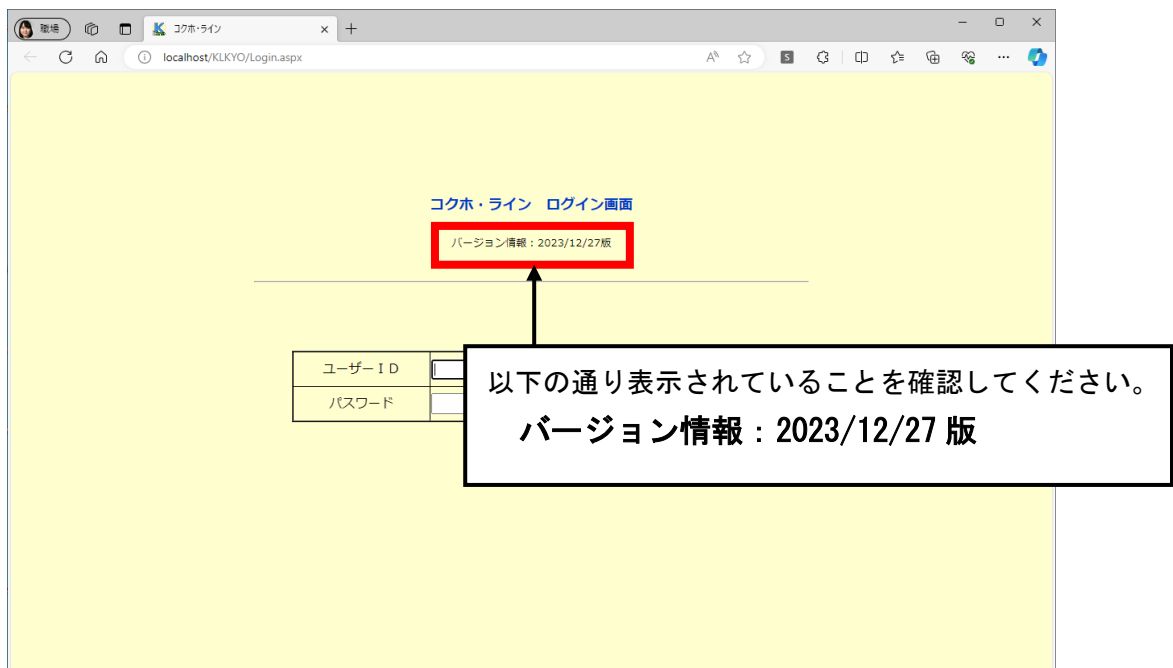 職場
コクホ・ライン
localhost/KLKYO/Login.aspx
コクホ・ライン　ログイン画面
バージョン情報：2023/12/27版
ユーザーＩＤ
パスワード
以下の通り表示されていることを確認してください。
バージョン情報：2023/12/27 版